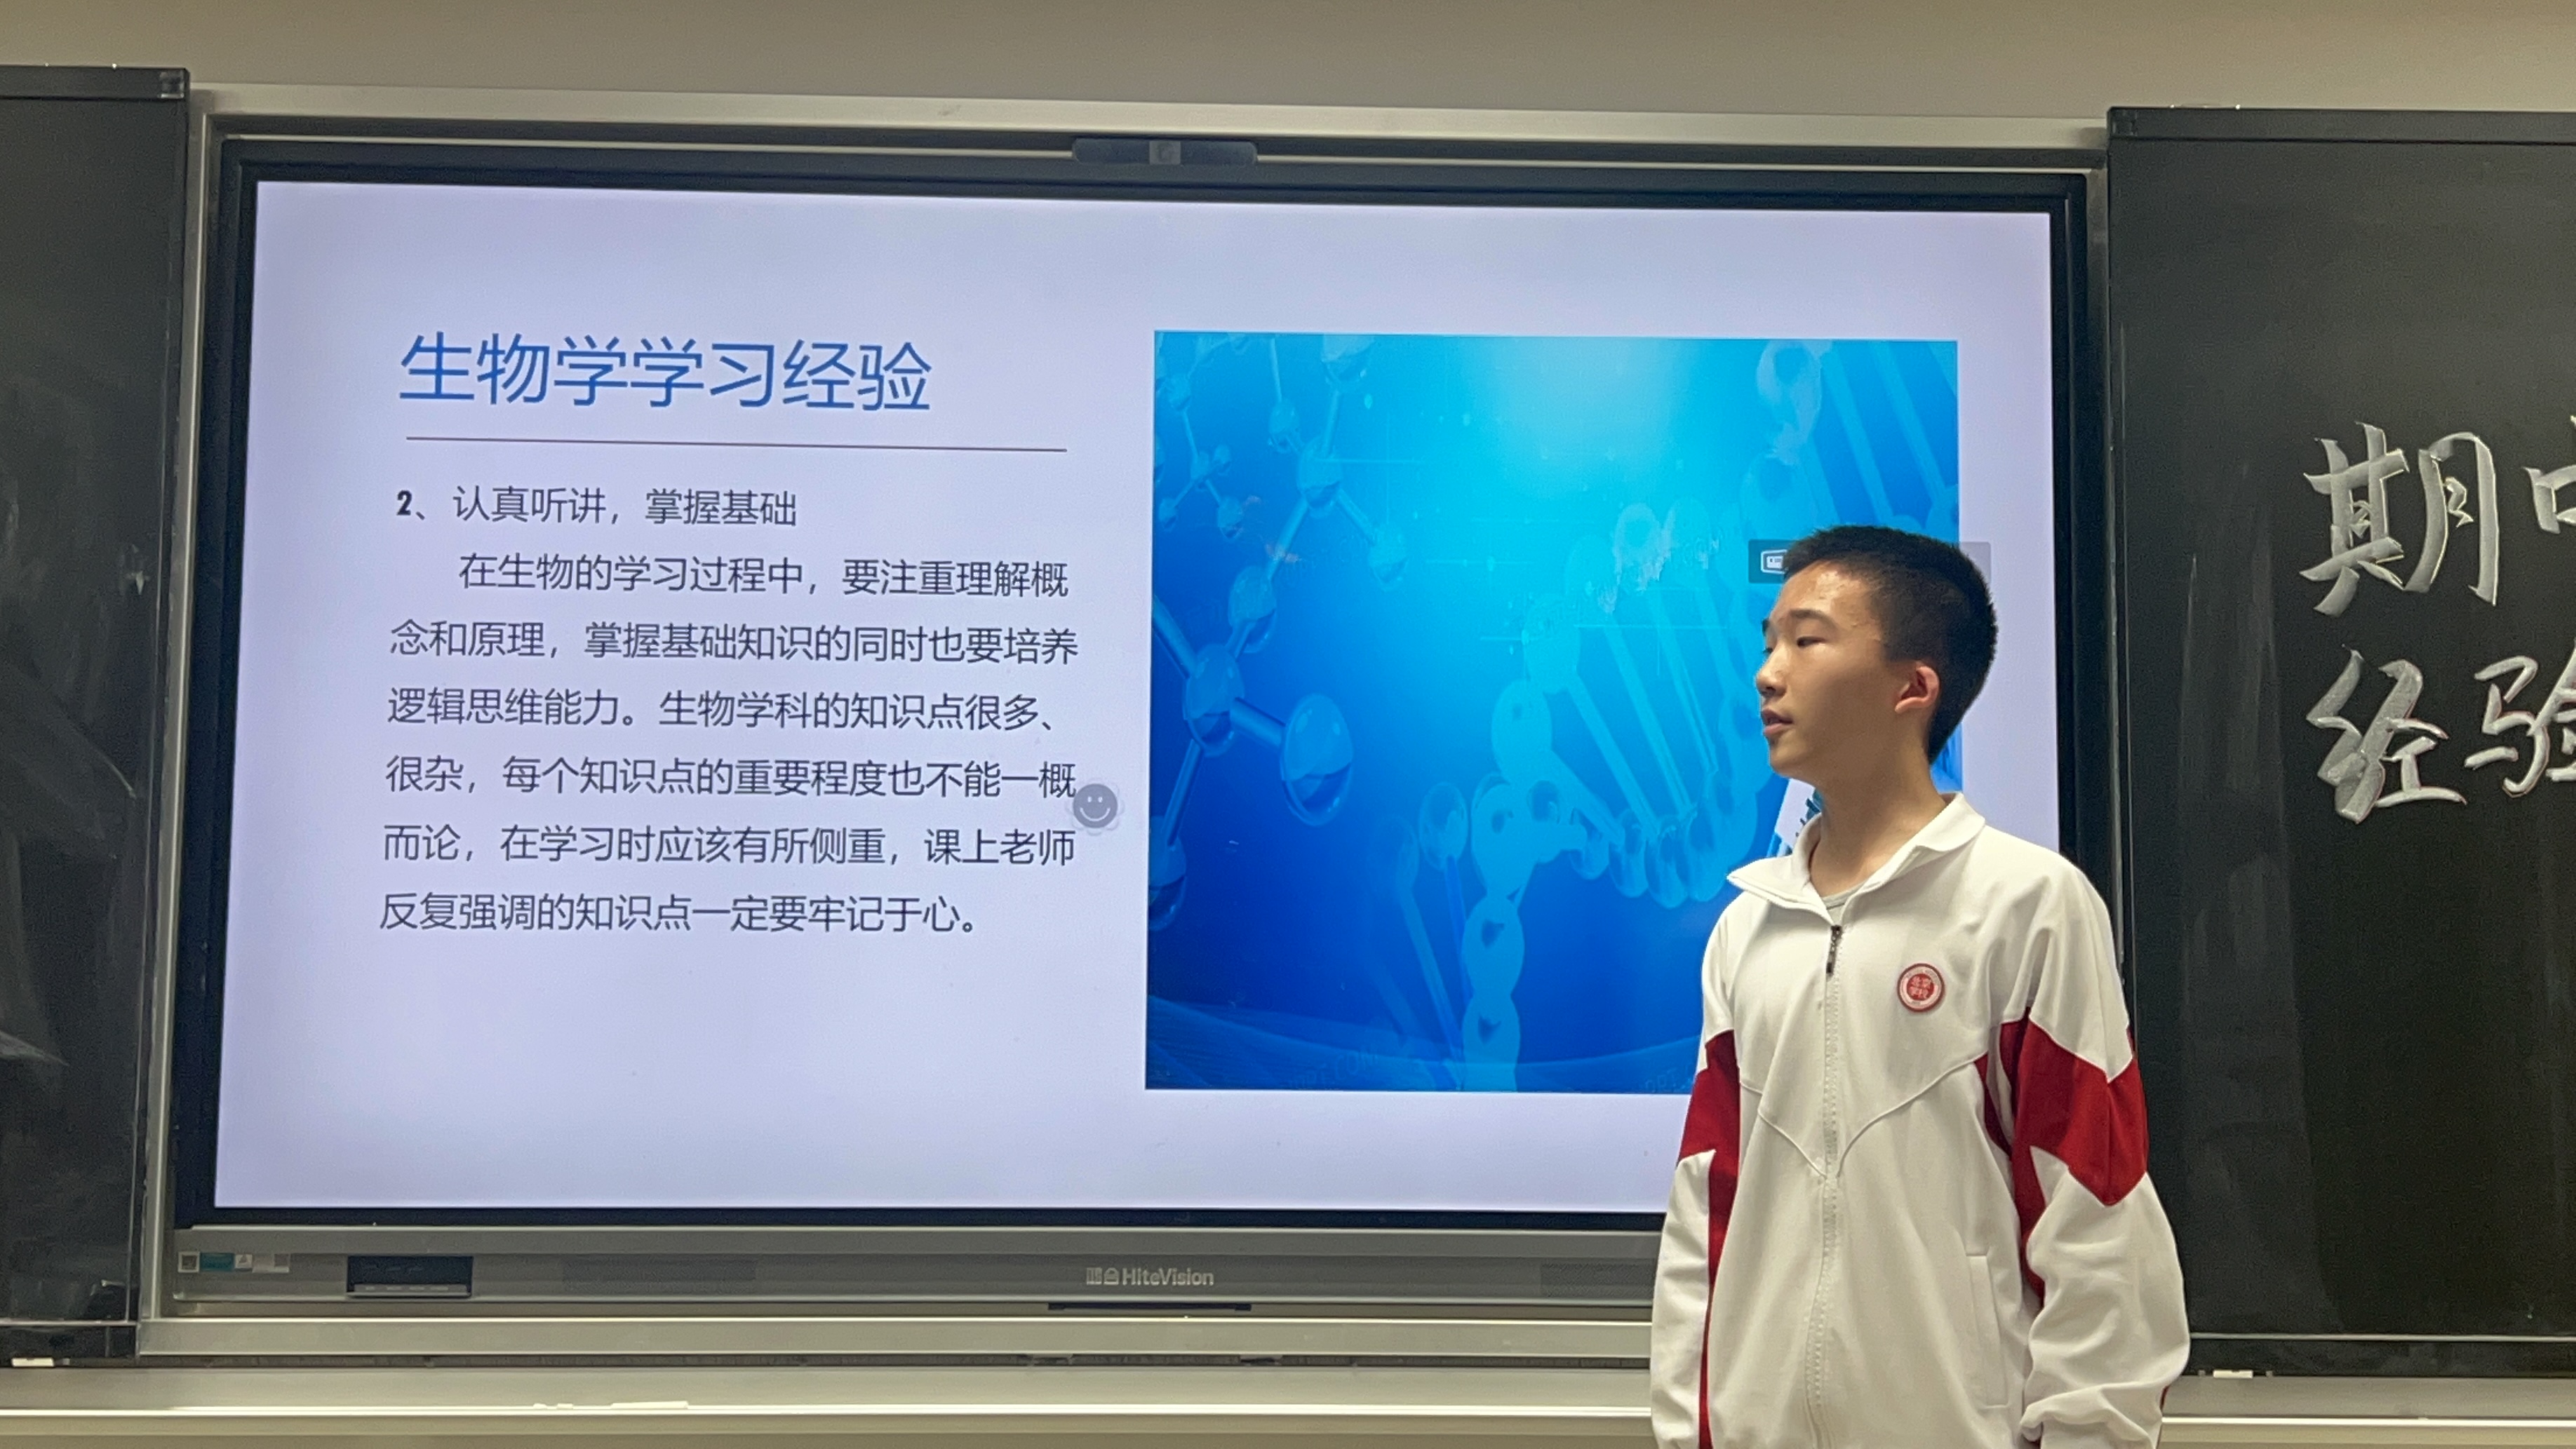 生物学学习经验
2、认真听讲，掌握基础
在生物的学习过程中，要注重理解概
念和原理，掌握基础知识的同时也要培养
逻辑思维能力。生物学科的知识点很多、
很杂，每个知识点的重要程度也不能一概
而论，在学习时应该有所侧重，课上老师
反复强调的知识点一定要牢记于心。
HiteVision
期中
经验